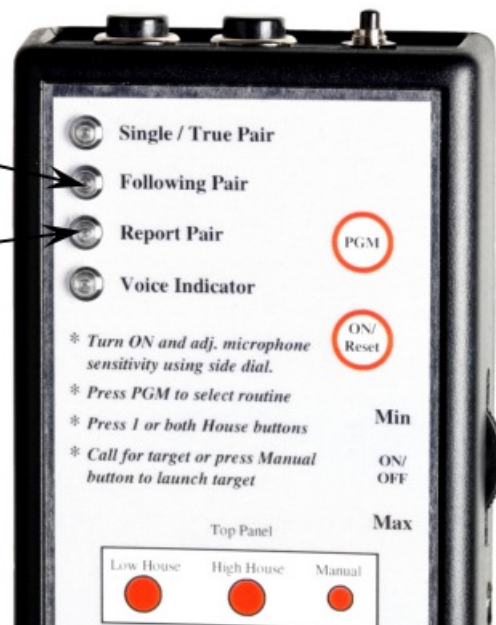 Single / True Pair
Following Pair
Report Pair
PGM
Voice Indicator
ON/
Reset
* Turn ON and adj. microphone
sensitivity using side dial.
* Press PGM to select routine
* Press 1 or both House buttons
* Call for target or press Manual
button to launch target
Min
ON/
OFF
Max
Top Panel
Low House
High House
Manual